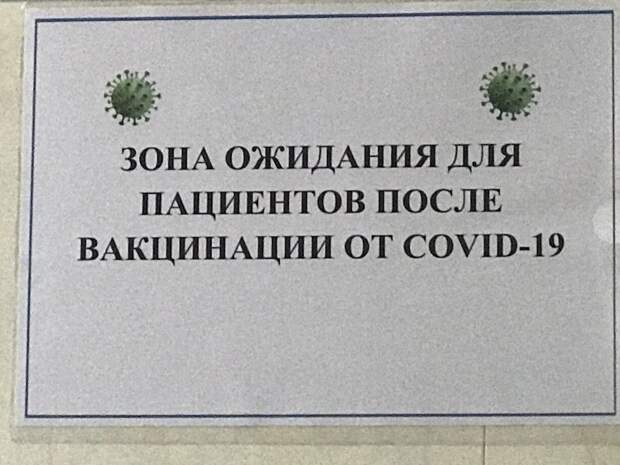 ЗОНА ОЖИДАНИЯ ДЛЯ
ПАЦИЕНТОВ ПОСЛЕ
ВАКЦИНАЦИИ ОТ COVID-19